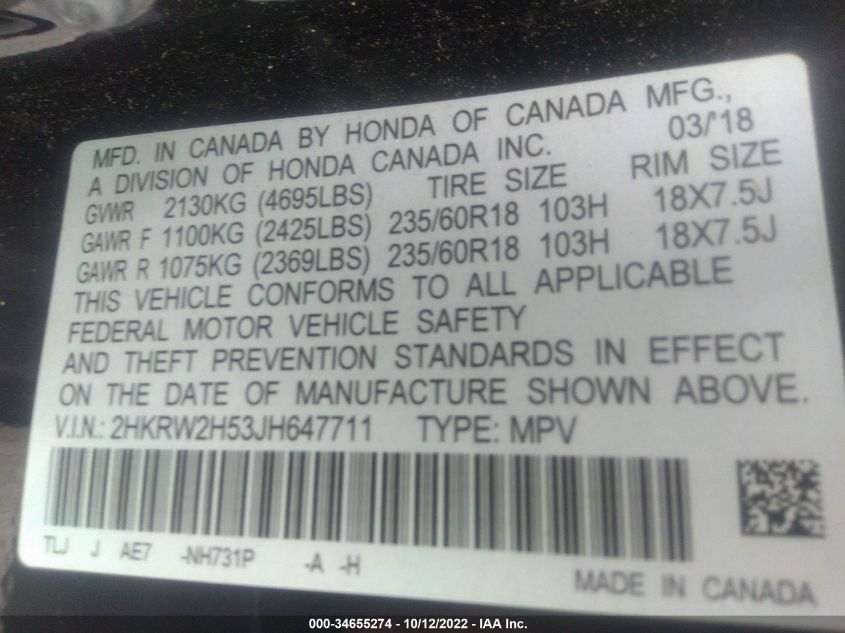 MFD. IN CANADA BY HONDA OF CANADA MFG.,
A DIVISION OF HONDA CANADA INC. 03/'18
GVWR 2130KG (4695LBS) TIRE SIZE RIM SIZE
GAWR F 1100KG (2425LBS) 235/60R18 103H 18X7.5J
GAWR R 1075KG (2369LBS) 235/60R18 103H 18X7.5J
THIS VEHICLE CONFORMS TO ALL APPLICABLE
FEDERAL MOTOR VEHICLE SAFETY
AND THEFT PREVENTION STANDARDS IN EFFECT
ON THE DATE OF MANUFACTURE SHOWN ABOVE.
V.I.N.: 2HKRW2H53JH647711 TYPE: MPV
TLJ J AE7 -NH731P -A -H
MADE IN CANADA
000-34655274 - 10/12/2022 - IAA Inc.